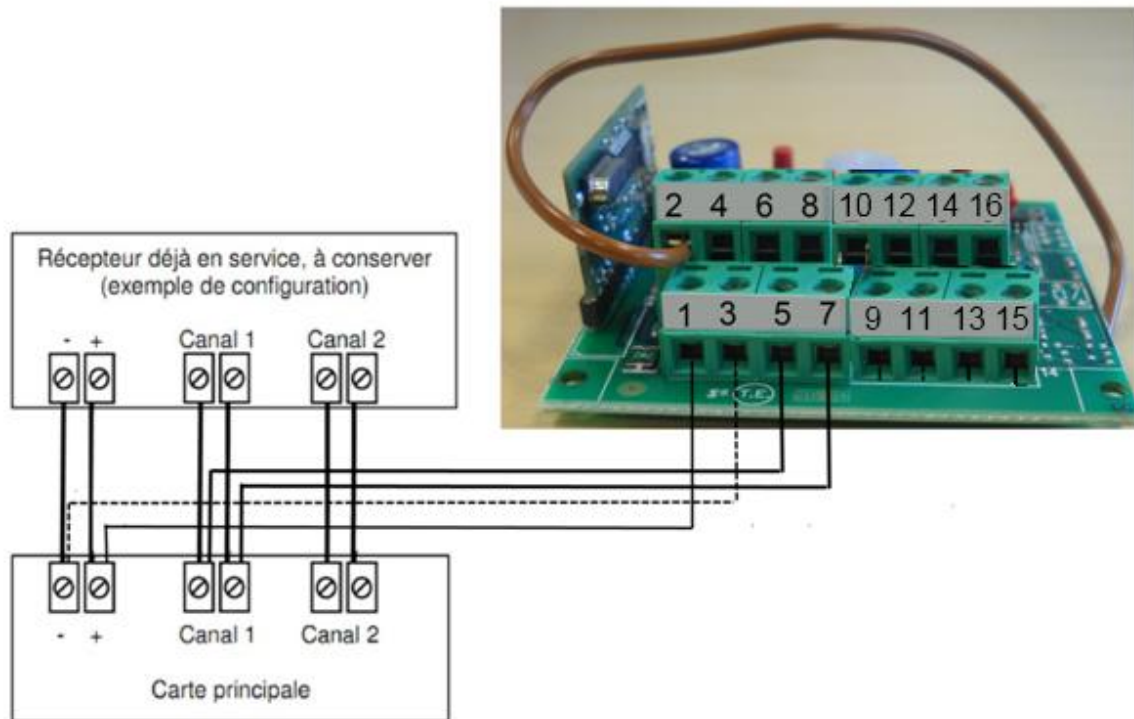 2 4 6 8 10 12 14 16
1 3 5 7 9 11 13 15
T.E.
14
Récepteur déjà en service, à conserver
(exemple de configuration)
- + Canal 1 Canal 2
- + Canal 1 Canal 2
Carte principale